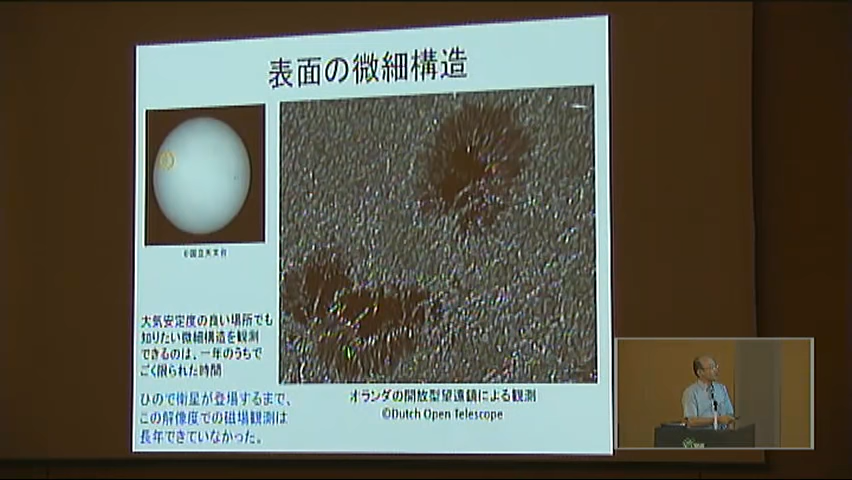 表面の微細構造
©国立天文台
大気安定度の良い場所でも
知りたい微細構造を観測
できるのは、一年のうちで
ごく限られた時間
ひので衛星が登場するまで、
この解像度での磁場観測は
長年できていなかった。
オランダの開放型望遠鏡による観測
©Dutch Open Telescope